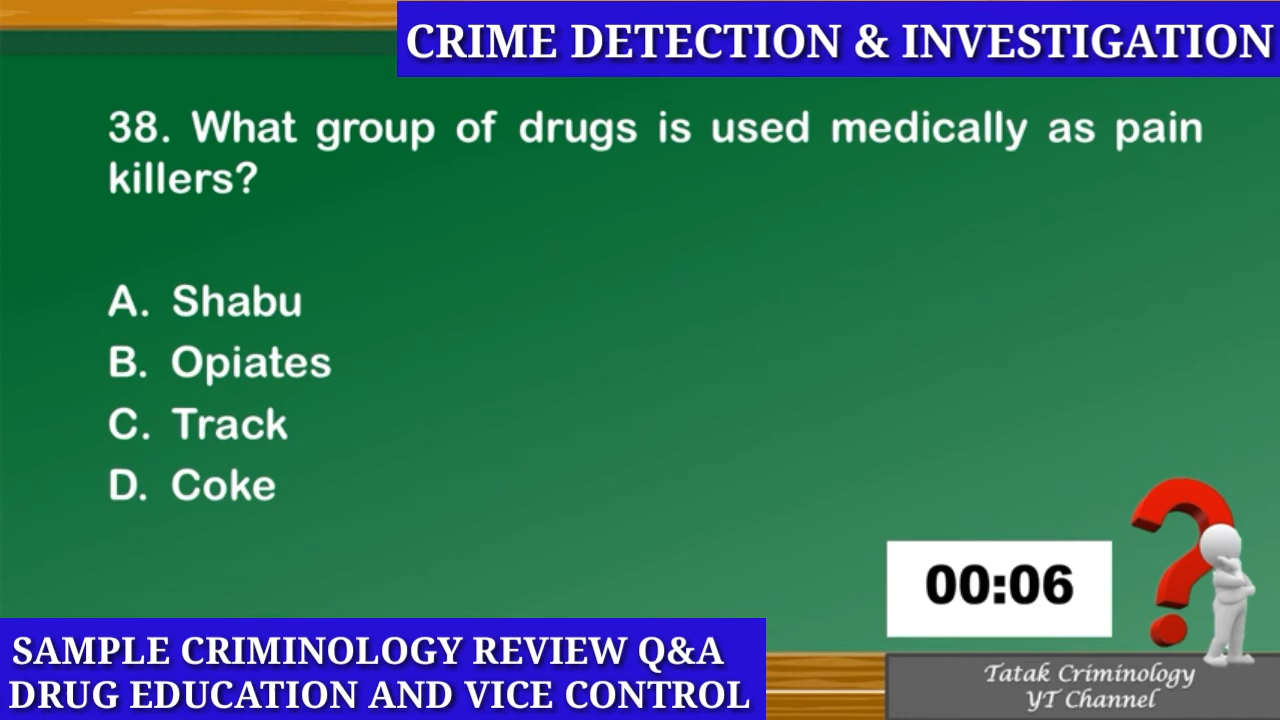 CRIME DETECTION & INVESTIGATION
38. What group of drugs is used medically as pain
killers?
A. Shabu
B. Opiates
C. Track
D. Coke
00:06
SAMPLE CRIMINOLOGY REVIEW Q&A
DRUG EDUCATION AND VICE CONTROL
Tatak Criminology
YT Channel